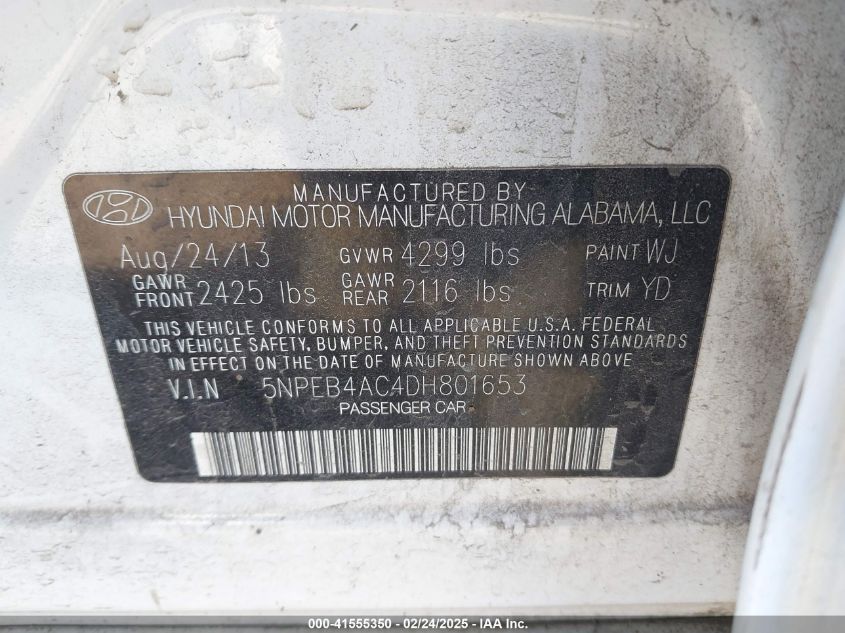 MANUFACTURED BY
HYUNDAI MOTOR MANUFACTURING ALABAMA, LLC
Aug/24/13 GVWR 4299 lbs PAINT WJ
GAWR FRONT 2425 lbs GAWR REAR 2116 lbs TRIM YD
THIS VEHICLE CONFORMS TO ALL APPLICABLE U.S.A. FEDERAL
MOTOR VEHICLE SAFETY, BUMPER, AND THEFT PREVENTION STANDARDS
IN EFFECT ON THE DATE OF MANUFACTURE SHOWN ABOVE
V.I.N 5NPEB4AC4DH801653
PASSENGER CAR
000-41555350 - 02/24/2025 - IAA Inc.